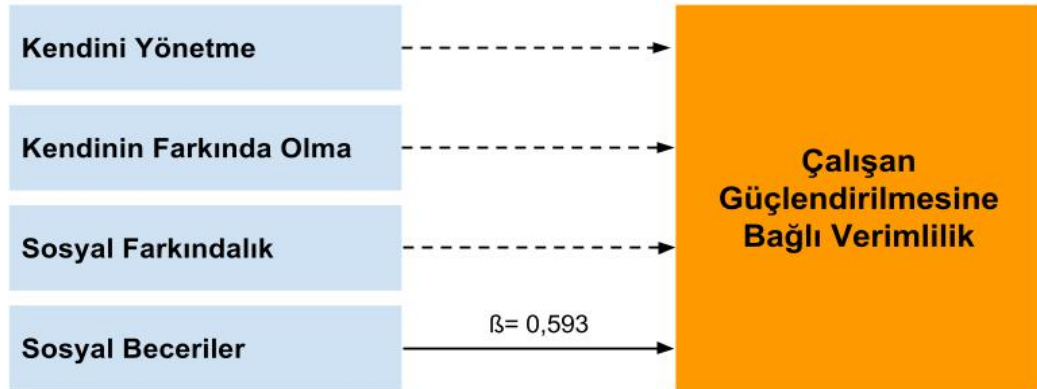 Kendini Yönetme
Kendinin Farkında Olma
Sosyal Farkındalık
Sosyal Beceriler
ß= 0,593
Çalışan
Güçlendirilmesine
Bağlı Verimlilik